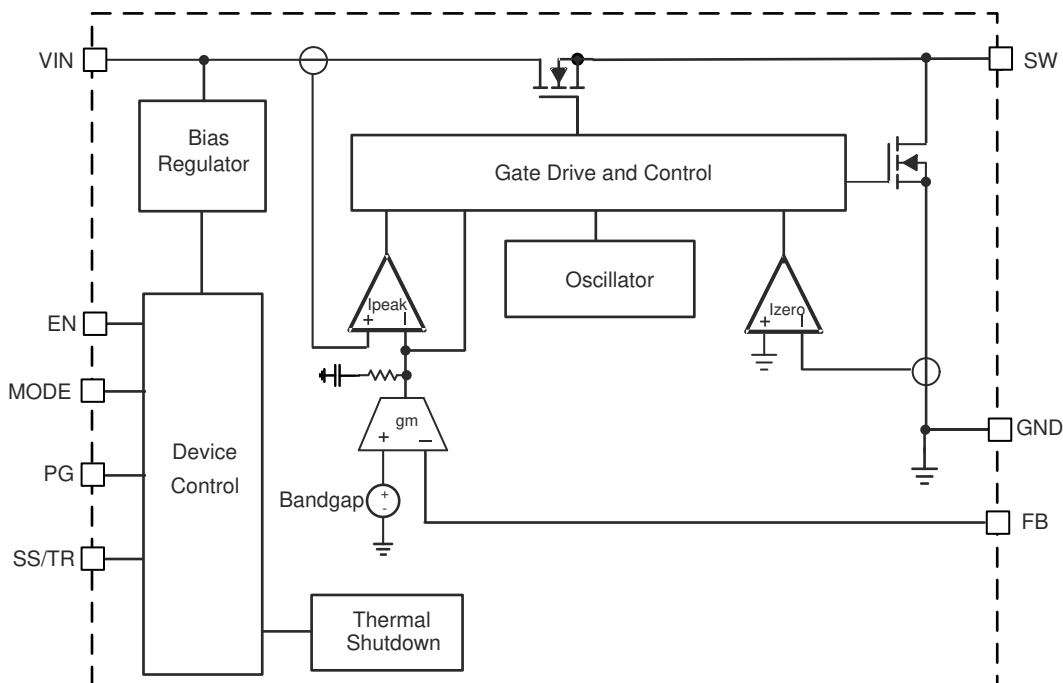 VIN
SW
Bias
Regulator
Gate Drive and Control
Oscillator
Ipeak
+ −
Izero
+ −
EN
MODE
gm
+ −
GND
PG
Device
Control
Bandgap
+
-
FB
SS/TR
Thermal
Shutdown